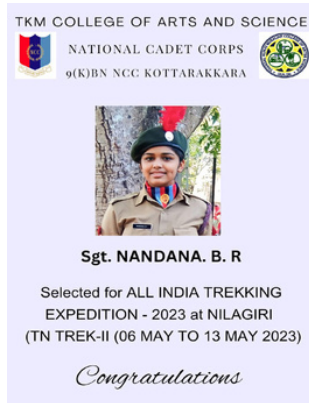 TKM COLLEGE OF ARTS AND SCIENCE
NATIONAL CADET CORPS
9(K)BN NCC KOTTARAKKARA
NCC
Sgt. NANDANA. B. R
Selected for ALL INDIA TREKKING
EXPEDITION - 2023 at NILAGIRI
(TN TREK-II (06 MAY TO 13 MAY 2023)
Congratulations